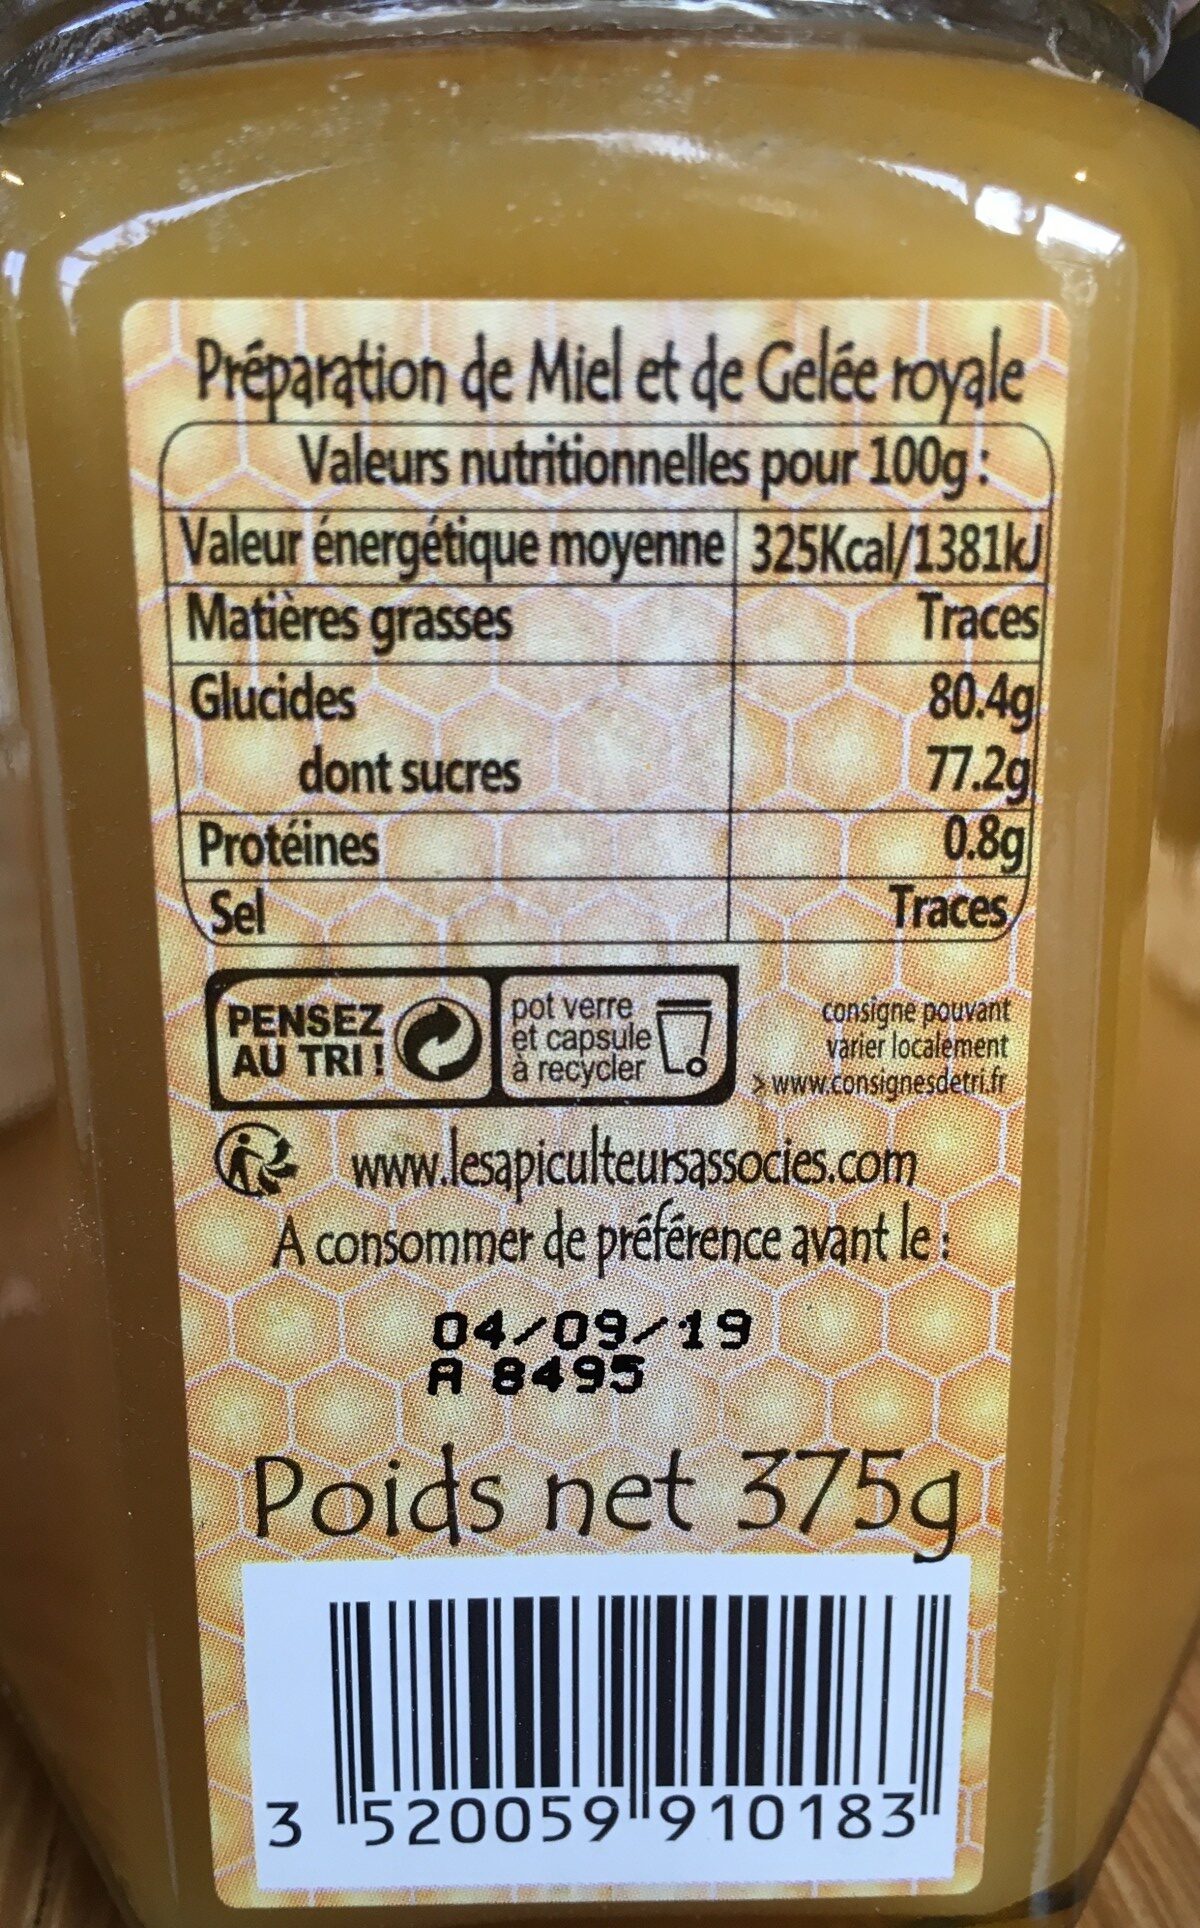 Préparation de Miel et de Gelée royale
Valeurs nutritionnelles pour 100g :
Valeur énergétique moyenne 325Kcal/1381kJ
Matières grasses Traces
Glucides 80.4g
dont sucres 77.2g
Protéines 0.8g
Sel Traces
PENSEZ
AU TRI !
pot verre
et capsule
à recycler
consigne pouvant
varier localement
> www.consignesdetri.fr
www.lesapiculteursassocies.com
A consommer de préférence avant le :
04/09/19
A 8495
Poids net 375g
3 520059 910183